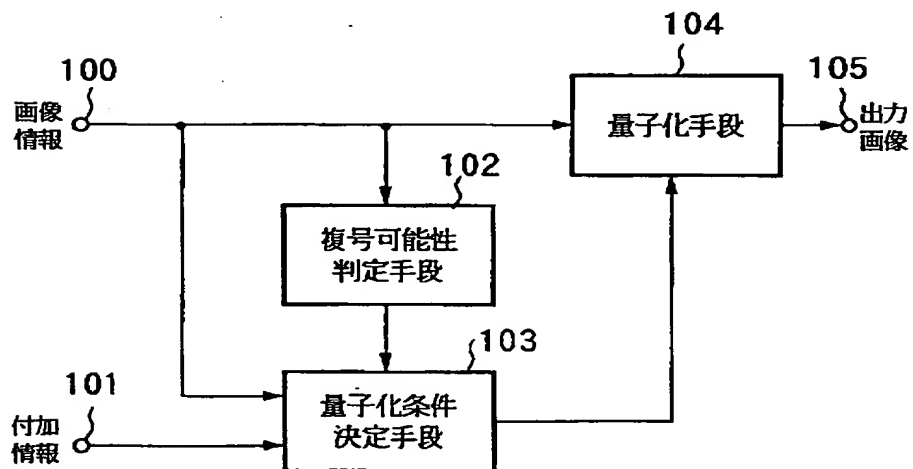 104
100
105
画像
情報
量子化手段
出力
画像
102
復号可能性
判定手段
103
101
量子化条件
決定手段
付加
情報